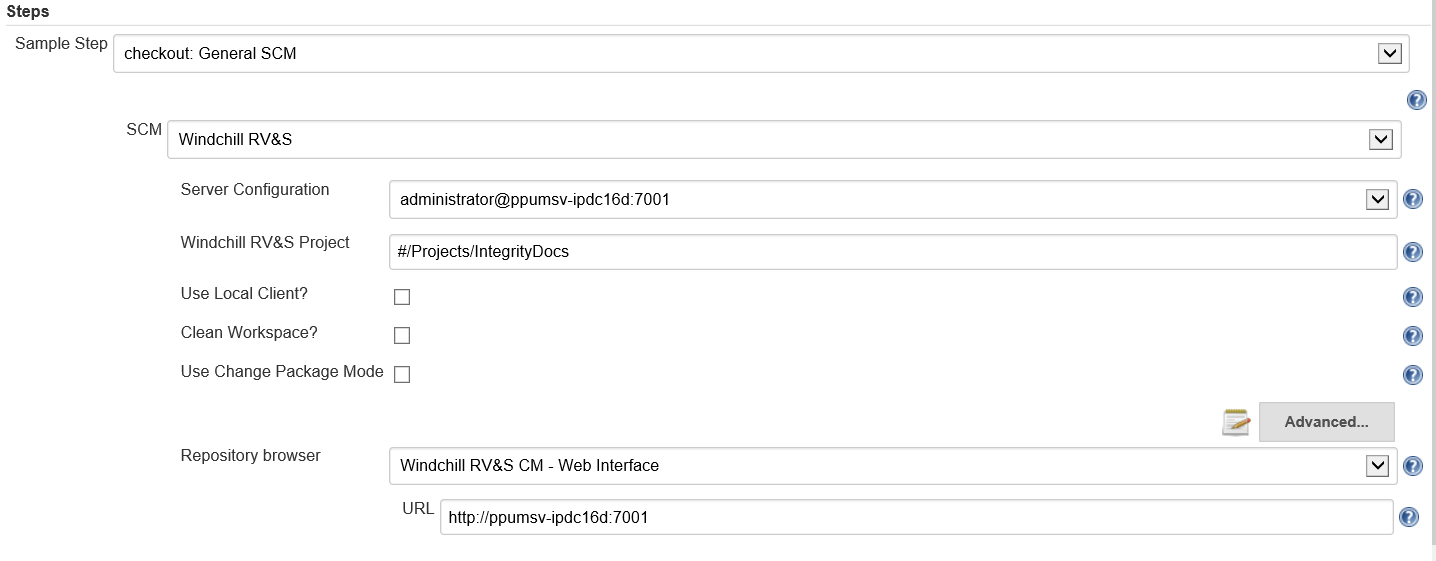 Steps
Sample Step checkout: General SCM
SCM Windchill RV&S
Server Configuration administrator@ppumsv-ipdc16d:7001
Windchill RV&S Project #/Projects/IntegrityDocs
Use Local Client?
Clean Workspace?
Use Change Package Mode
Advanced...
Repository browser Windchill RV&S CM - Web Interface
URL http://ppumsv-ipdc16d:7001